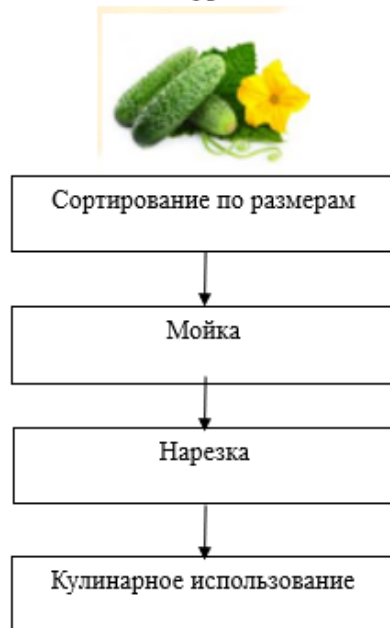 Сортирование по размерам
Мойка
Нарезка
Кулинарное использование